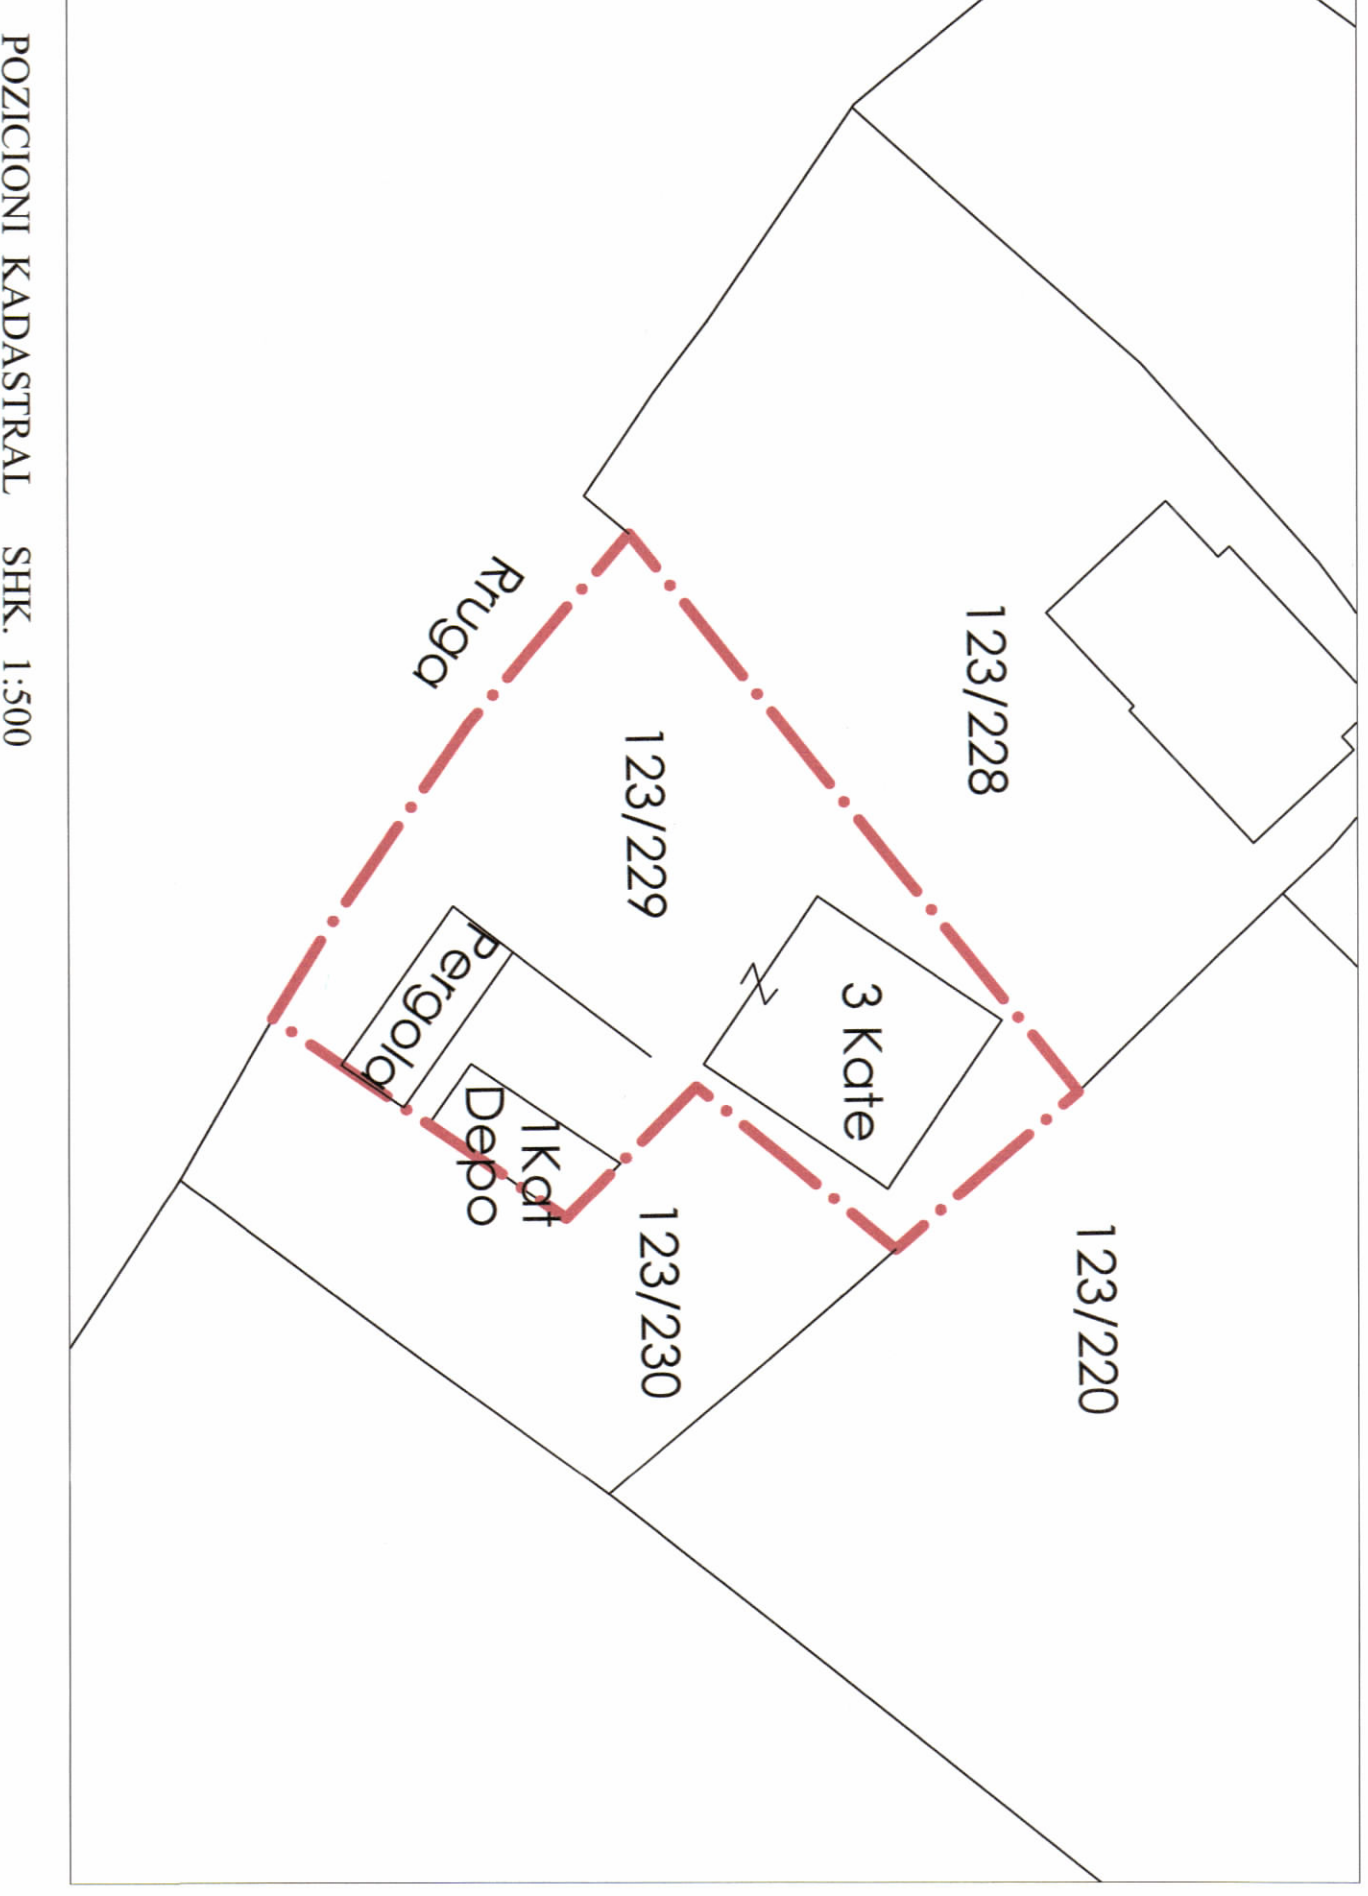 123/220
123/228
3 Kate
123/230
123/229
1Kat
Depo
Pergola
Rruga
POZICIONI KADASTRAL SHK. 1:500